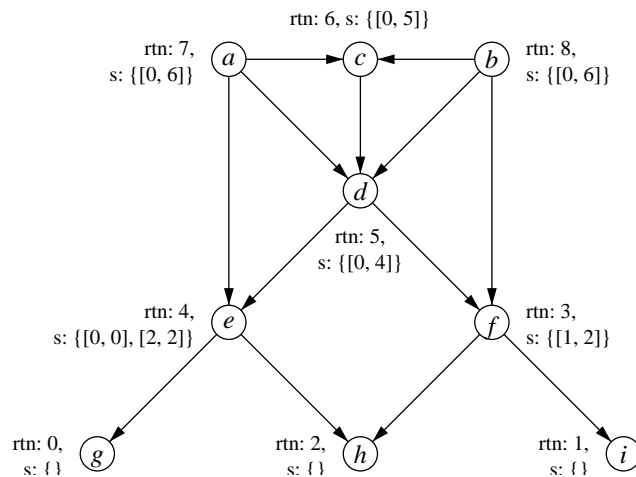 rtn: 6, s: {[0, 5]}
rtn: 7,
s: {[0, 6]}
a
c
b
rtn: 8,
s: {[0, 6]}
d
rtn: 5,
s: {[0, 4]}
rtn: 4,
s: {[0, 0], [2, 2]}
e
f
rtn: 3,
s: {[1, 2]}
rtn: 0,
s: {}
g
rtn: 2,
s: {}
h
rtn: 1,
s: {}
i